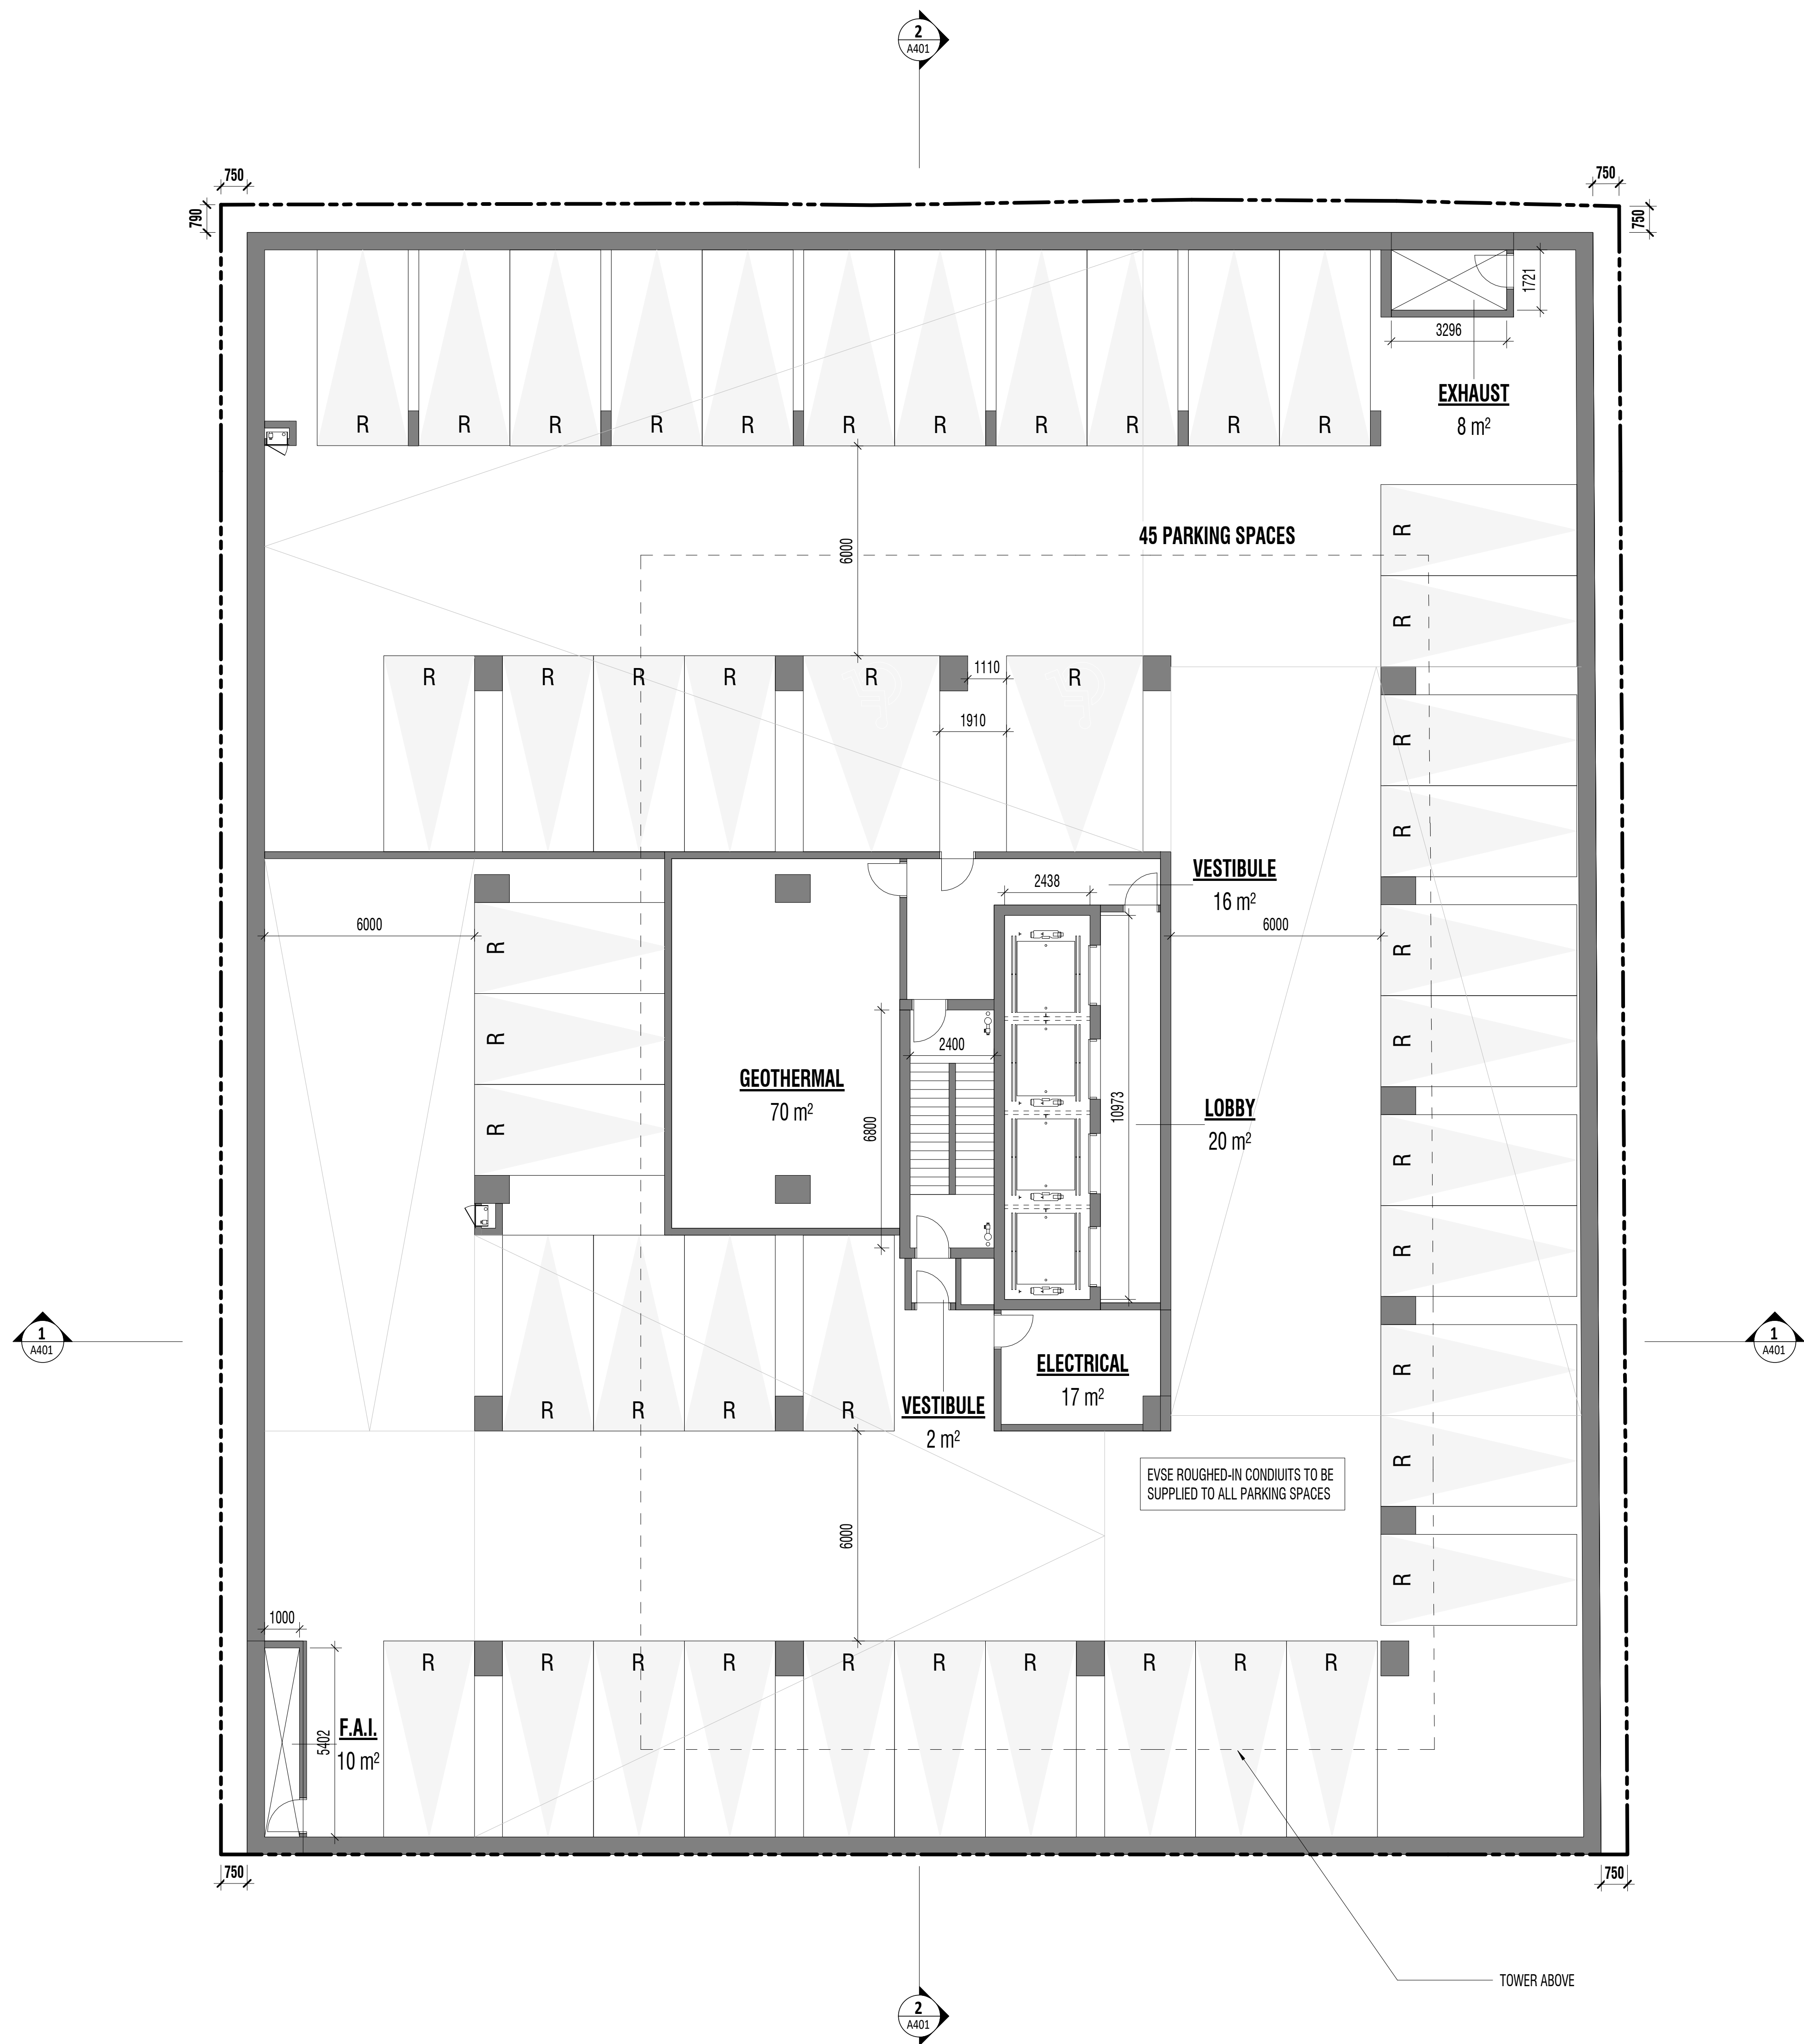 2
A401
750
750
790
750
1721
3296
EXHAUST
8 m²
R R R R R R R R R R R
R
45 PARKING SPACES
6000
R
R R R R R R
1110
1910
R
R
VESTIBULE
16 m²
2438
6000
6000
R
R
R
R
2400
GEOTHERMAL
70 m²
10973
6800
LOBBY
20 m²
R
R
R
1
A401
1
A401
ELECTRICAL
17 m²
R
R R R R
VESTIBULE
2 m²
R
EVSE ROUGHED-IN CONDIUITS TO BE
SUPPLIED TO ALL PARKING SPACES
6000
R
1000
R R R R R R R R R R
F.A.I.
10 m²
5402
750
750
TOWER ABOVE
2
A401